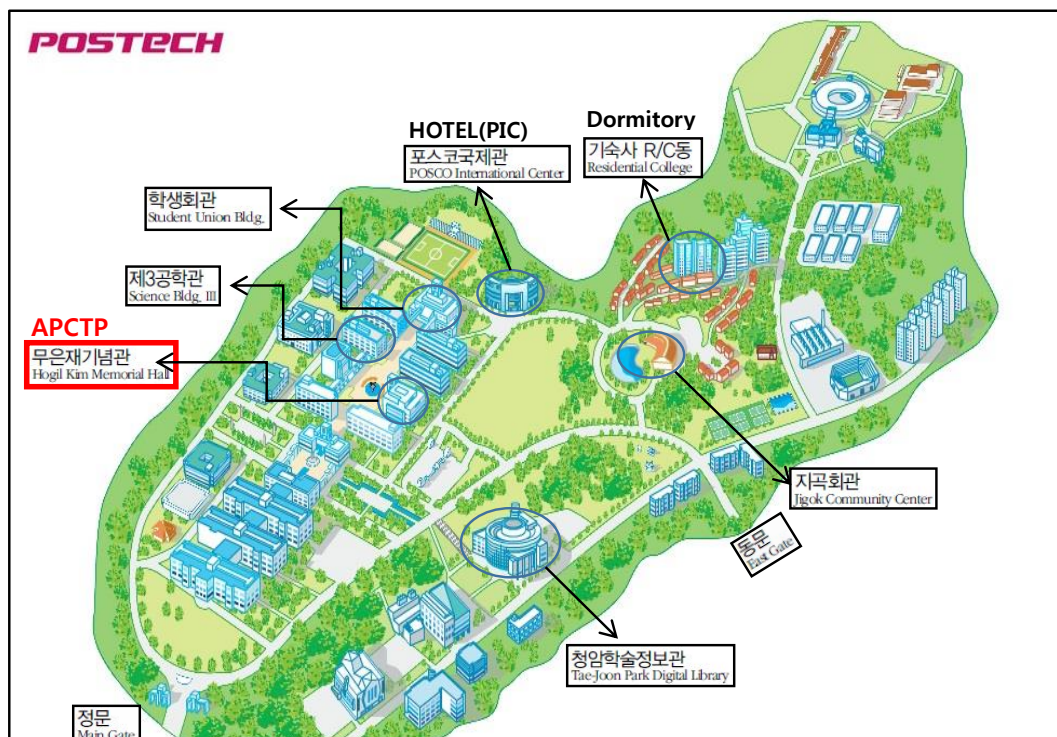 POSTECH
HOTEL(PIC)
포스코국제관
POSCO International Center
Dormitory
기숙사 R/C동
Residential College
학생회관
Student Union Bldg.
제3공학관
Science Bldg. III
APCTP
무은재기념관
Hogil Kim Memorial Hall
지곡회관
Jigok Community Center
동문
East Gate
청암학술정보관
Tae-Joon Park Digital Library
정문
Main Gate